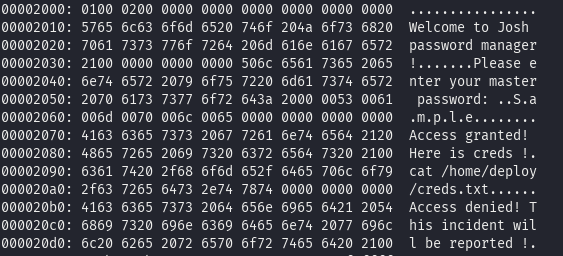 00002000: 0100 0200 0000 0000 0000 0000 0000 0000  ................
00002010: 5765 6c63 6f6d 6520 746f 204a 6f73 6820  Welcome to Josh
00002020: 7061 7373 776f 7264 206d 616e 6167 6572  password manager
00002030: 2100 0000 0000 0000 506c 6561 7365 2065  !.......Please e
00002040: 6e74 6572 2079 6f75 7220 6d61 7374 6572  nter your master
00002050: 2070 6173 7377 6f72 643a 2000 0053 0061   password: ..S.a
00002060: 006d 0070 006c 0065 0000 0000 0000 0000  .m.p.l.e........
00002070: 4163 6365 7373 2067 7261 6e74 6564 2120  Access granted!
00002080: 4865 7265 2069 7320 6372 6564 7320 2100  Here is creds !.
00002090: 6361 7420 2f68 6f6d 652f 6465 706c 6f79  cat /home/deploy
000020a0: 2f63 7265 6473 2e74 7874 0000 0000 0000  /creds.txt......
000020b0: 4163 6365 7373 2064 656e 6965 6421 2054  Access denied! T
000020c0: 6869 7320 696e 6369 6465 6e74 2077 696c  his incident wil
000020d0: 6c20 6265 2072 6570 6f72 7465 6420 2100  l be reported !.